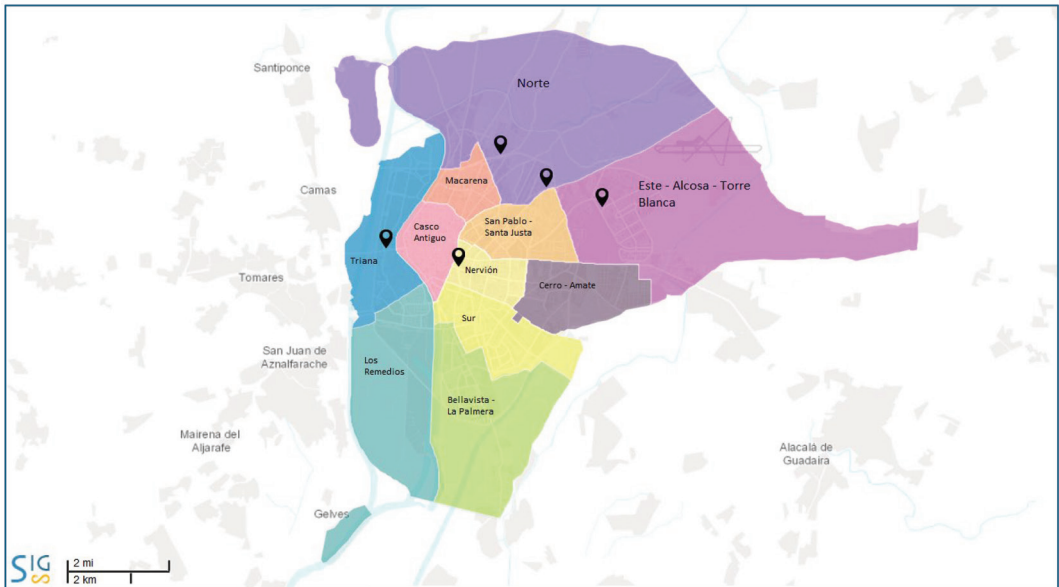 Santiponce
Norte
Camas
Macarena
Este - Alcosa - Torre
Blanca
San Pablo -
Santa Justa
Casco
Antiguo
Triana
Nervión
Tomares
Cerro - Amate
Sur
San Juan de
Aznalfarache
Los
Remedios
Bellavista -
La Palmera
Mairena del
Aljarafe
Alacalá de
Guadaira
Gelves
SIGS
2 mi
2 km